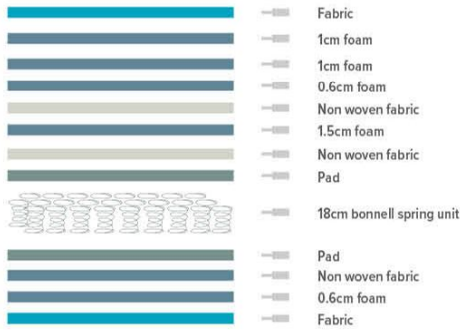 Fabric
1cm foam
1cm foam
0.6cm foam
Non woven fabric
1.5cm foam
Non woven fabric
Pad
18cm bonnell spring unit
Pad
Non woven fabric
0.6cm foam
Fabric